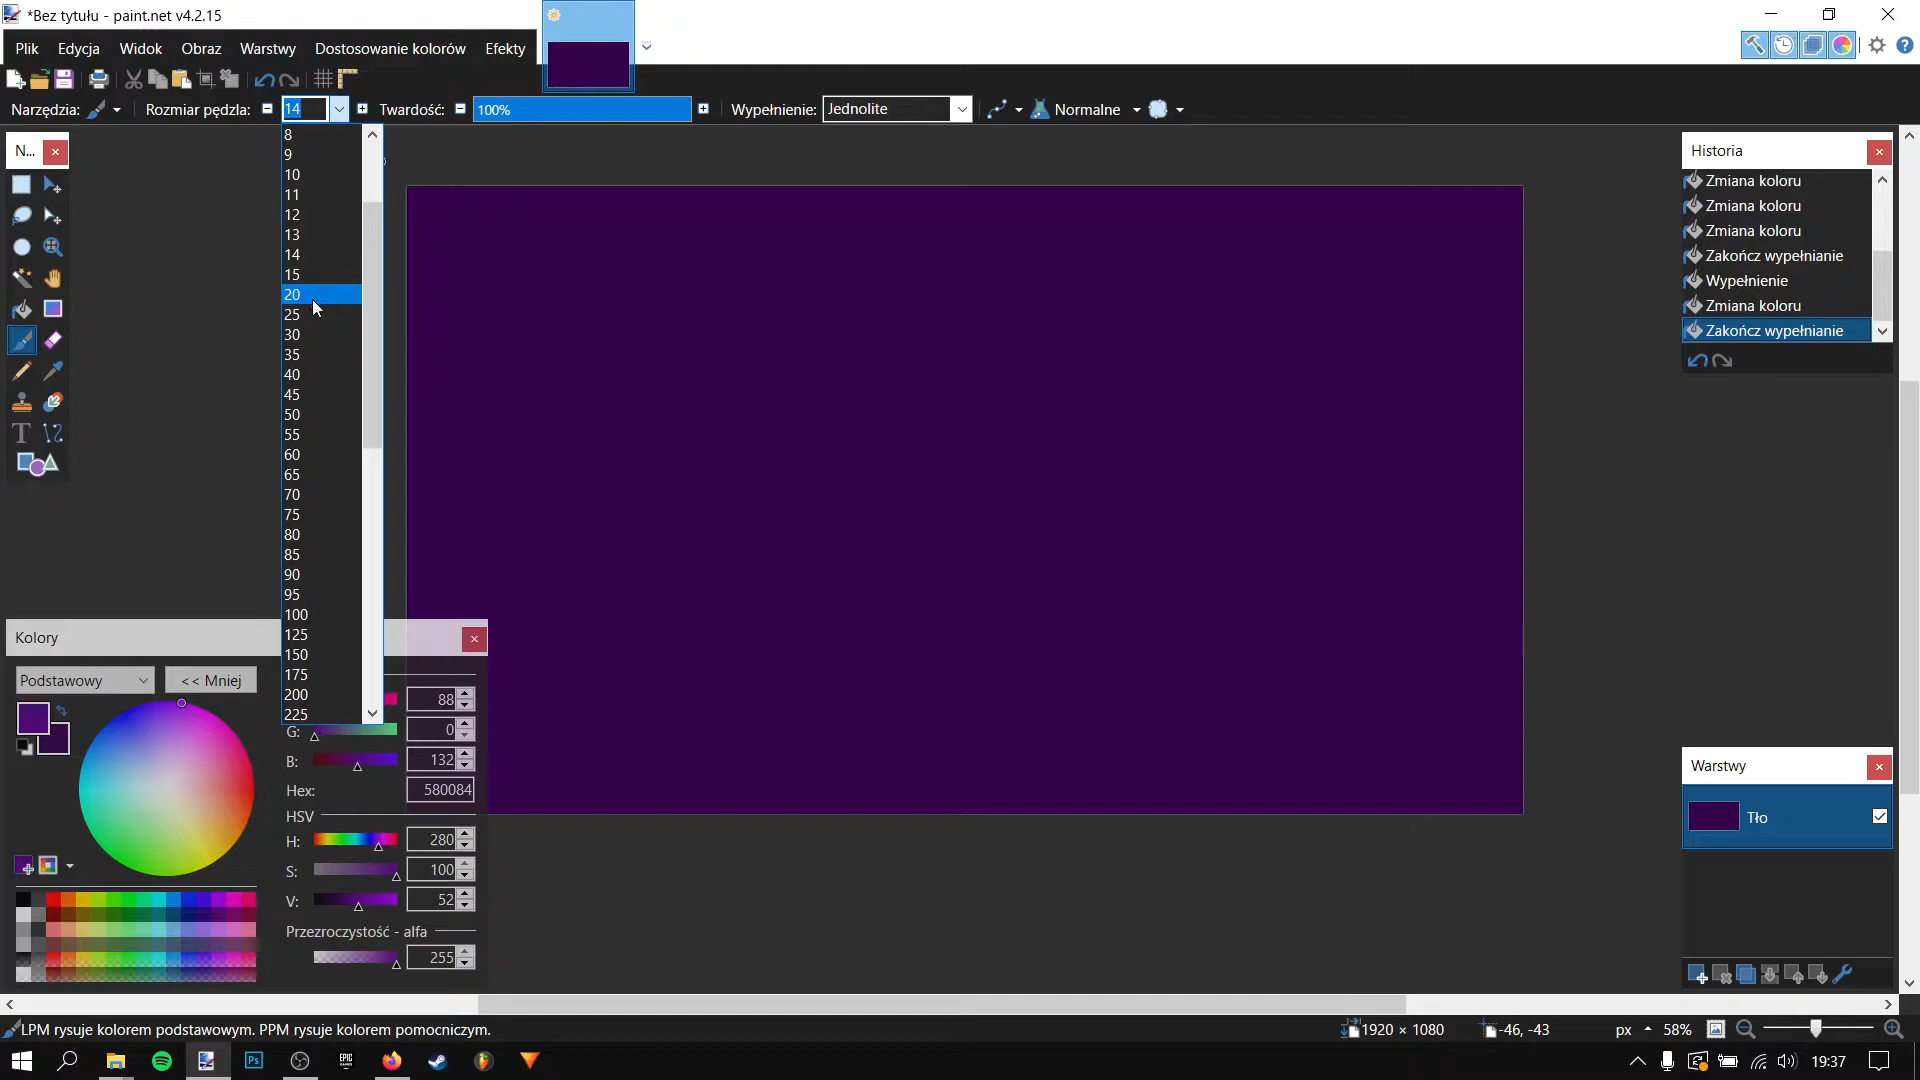 *Bez tytułu - paint.net v4.2.15
Plik Edycja Widok Obraz Warstwy Dostosowanie kolorów Efekty
Narzędzia: Rozmiar pędzla: 14 Twardość: 100% Wypełnienie: Jednolite Normalne
N...
8
9
10
11
12
13
14
15
20
25
30
35
40
45
50
55
60
65
70
75
80
85
90
95
100
125
150
175
200
225
Historia
Zmiana koloru
Zmiana koloru
Zmiana koloru
Zakończ wypełnianie
Wypełnienie
Zmiana koloru
Zakończ wypełnianie
Kolory
Podstawowy << Mniej
88
G: 0
B: 132
Hex: 580084
HSV
H: 280
S: 100
V: 52
Przezroczystość - alfa
255
Warstwy
Tło
LPM rysuje kolorem podstawowym. PPM rysuje kolorem pomocniczym.
1920 × 1080 -46, -43 px 58%
Ps EPIC GAMES 19:37